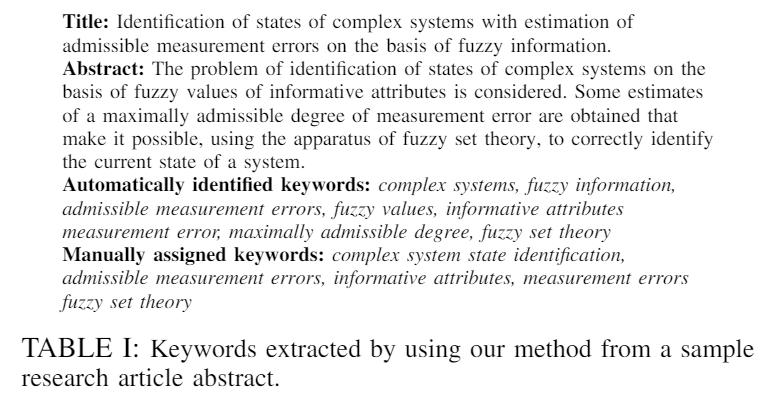 Title: Identification of states of complex systems with estimation of
admissible measurement errors on the basis of fuzzy information.
Abstract: The problem of identification of states of complex systems on the
basis of fuzzy values of informative attributes is considered. Some estimates
of a maximally admissible degree of measurement error are obtained that
make it possible, using the apparatus of fuzzy set theory, to correctly identify
the current state of a system.
Automatically identified keywords: complex systems, fuzzy information,
admissible measurement errors, fuzzy values, informative attributes
measurement error, maximally admissible degree, fuzzy set theory
Manually assigned keywords: complex system state identification,
admissible measurement errors, informative attributes, measurement errors
fuzzy set theory
TABLE I: Keywords extracted by using our method from a sample
research article abstract.